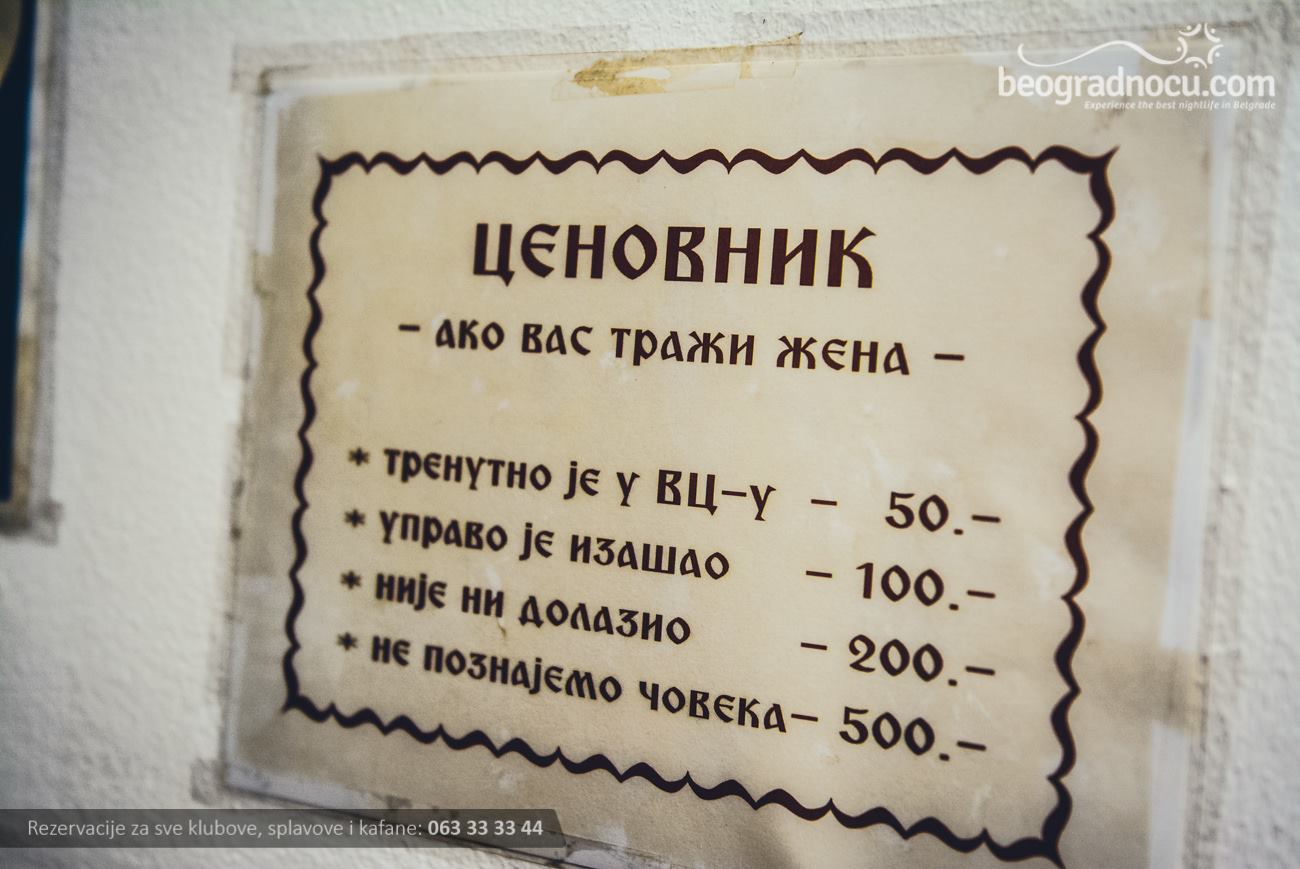 beogradnocu.com
Experience the best nightlife in Belgrade
ЦЕНОВНИК
– АКО ВАС ТРАЖИ ЖЕНА –
* ТРЕНУТНО ЈЕ У ВЦ–У – 50.–
* УПРАВО ЈЕ ИЗАШАО – 100.–
* НИЈЕ НИ ДОЛАЗИО – 200.–
* НЕ ПОЗНАЈЕМО ЧОВЕКА – 500.–
Rezervacije za sve klubove, splavove i kafane: 063 33 33 44